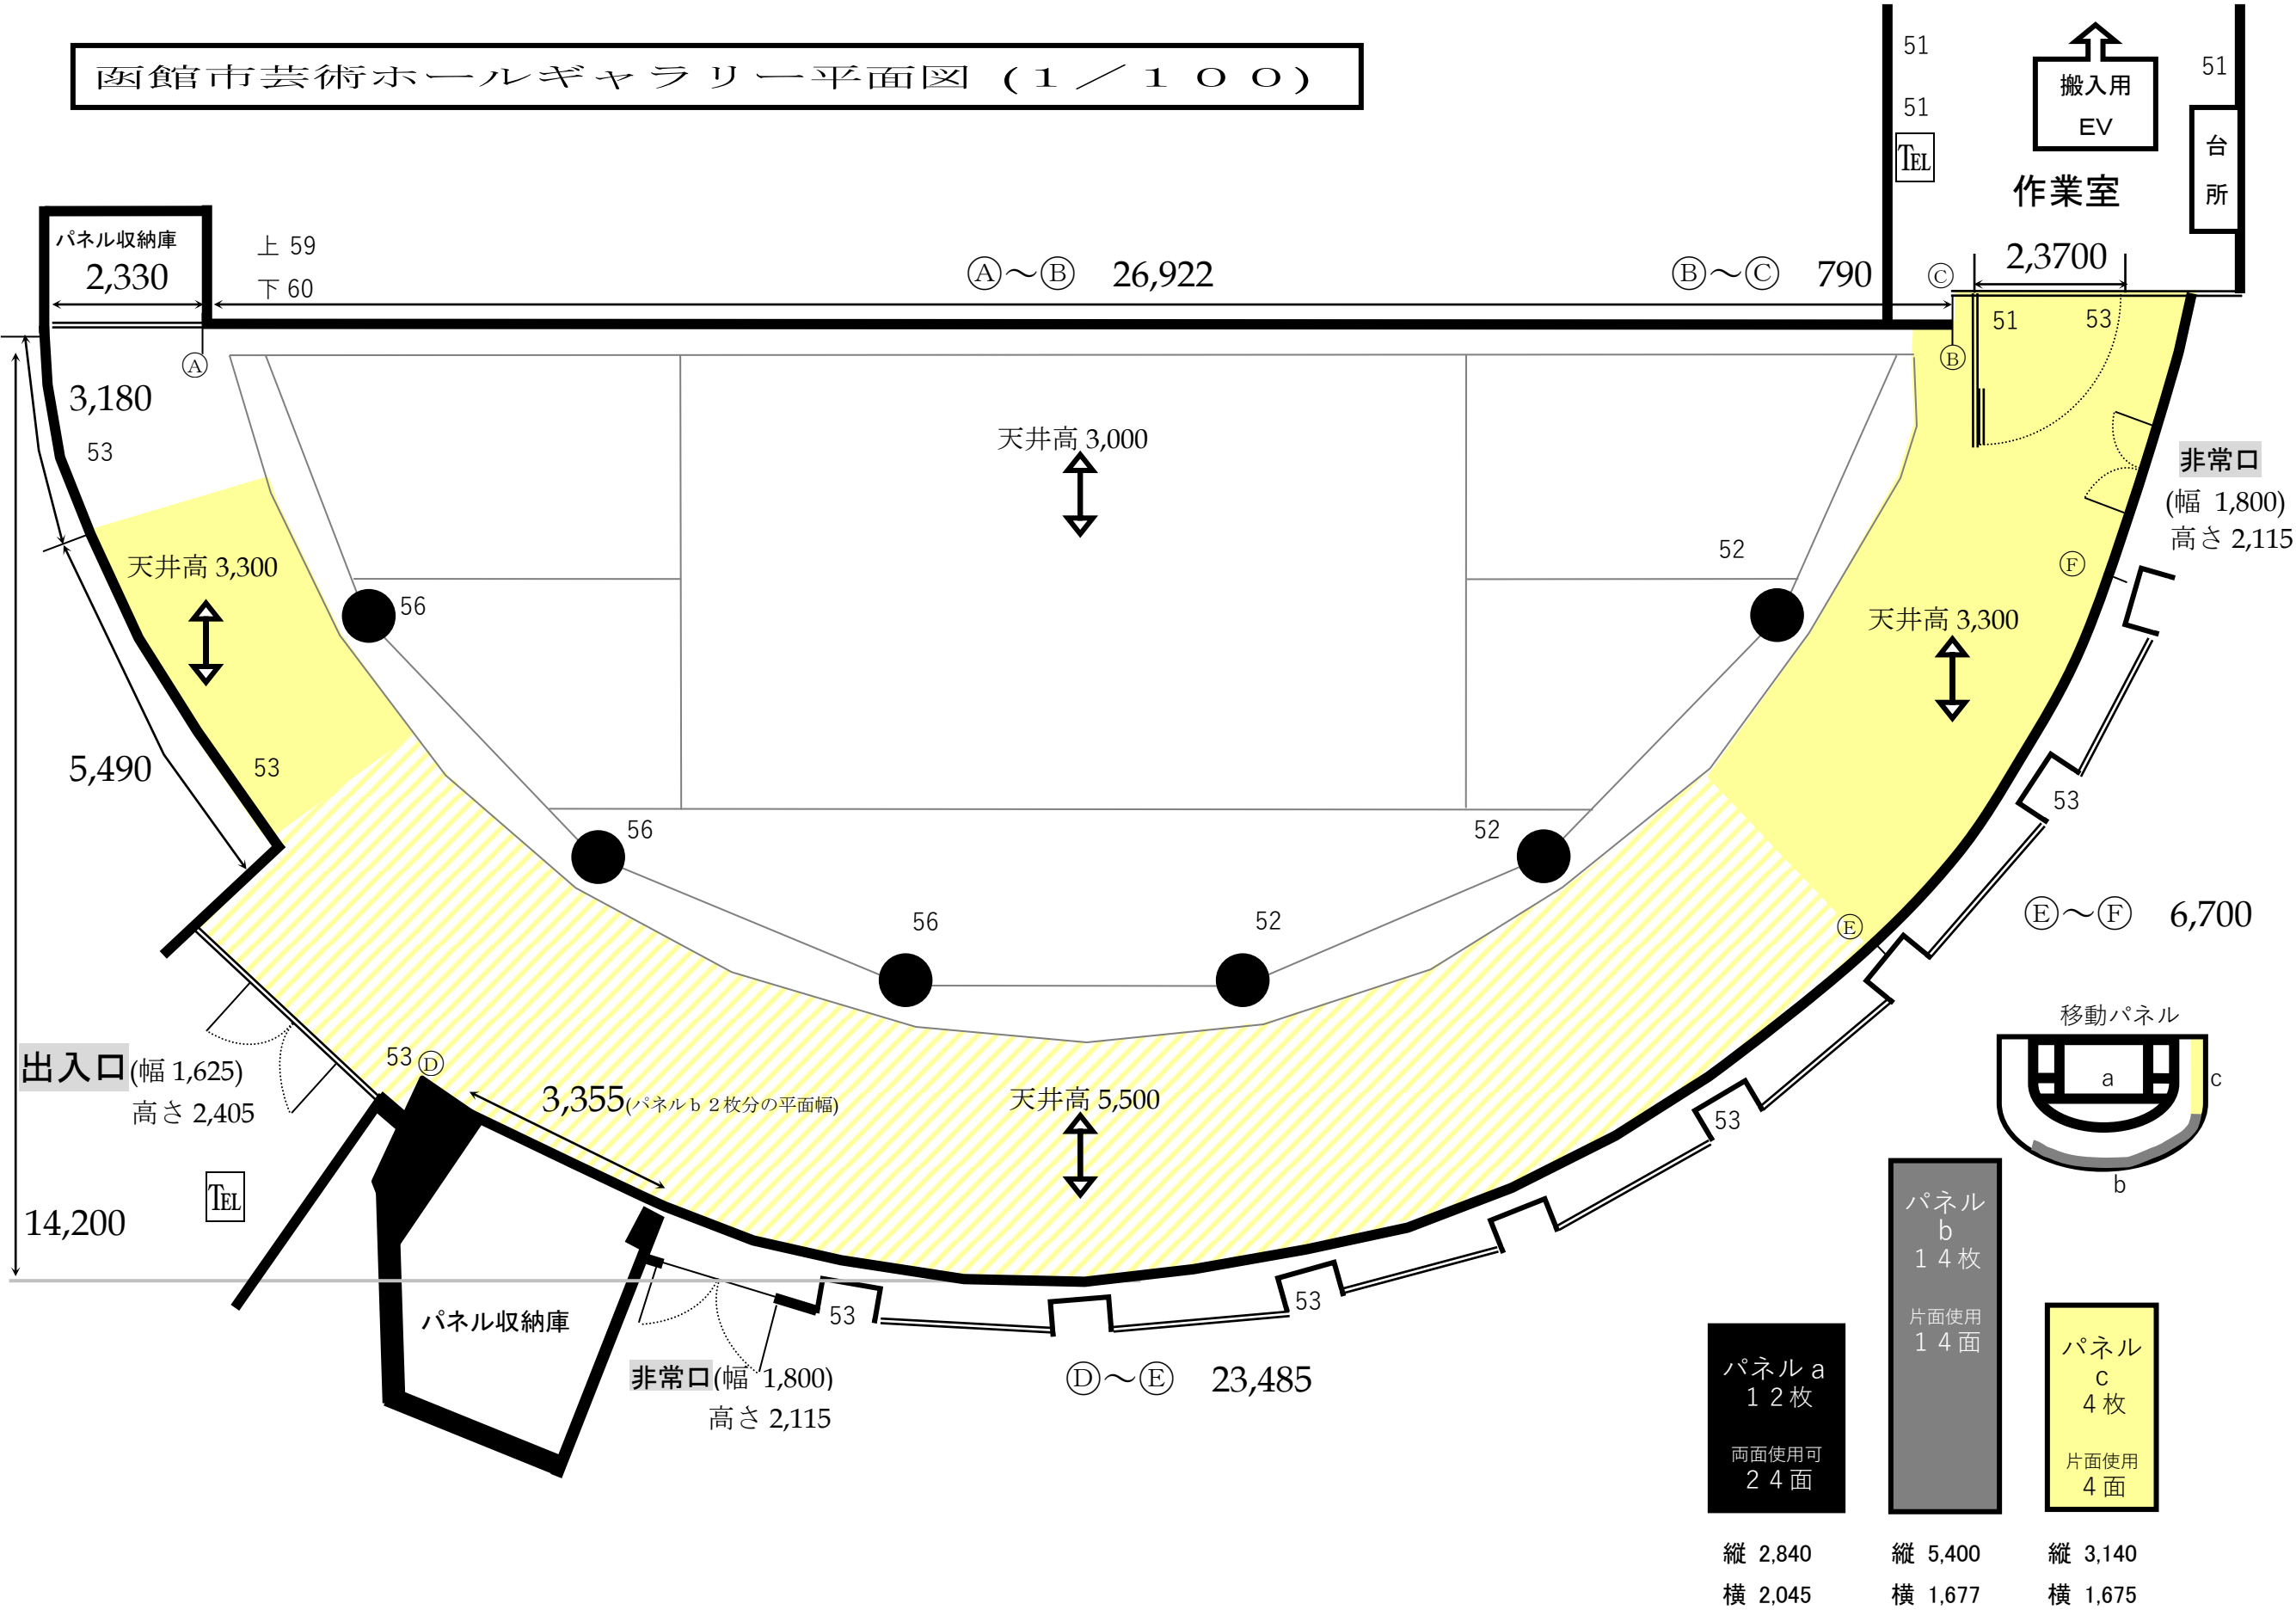 函館市芸術ホールギャラリー平面図 (１／１００)
51
51
TEL
搬入用
EV
51
台所
作業室
パネル収納庫
2,330
上 59
下 60
Ⓐ～Ⓑ 26,922
Ⓑ～Ⓒ 790
Ⓒ
2,3700
51
53
Ⓐ
Ⓑ
3,180
53
天井高 3,000
非常口
(幅 1,800)
高さ 2,115
52
Ⓕ
天井高 3,300
56
天井高 3,300
5,490
53
56
52
53
56
52
Ⓔ
Ⓔ～Ⓕ 6,700
移動パネル
a
c
b
出入口(幅 1,625)
高さ 2,405
53
Ⓓ
3,355(パネルｂ２枚分の平面幅)
天井高 5,500
53
TEL
14,200
パネル収納庫
53
53
非常口(幅 1,800)
高さ 2,115
Ⓓ～Ⓔ 23,485
パネル a
１２枚
両面使用可
２４面
縦 2,840
横 2,045
パネル
b
１４枚
片面使用
１４面
縦 5,400
横 1,677
パネル
c
４枚
片面使用
４面
縦 3,140
横 1,675